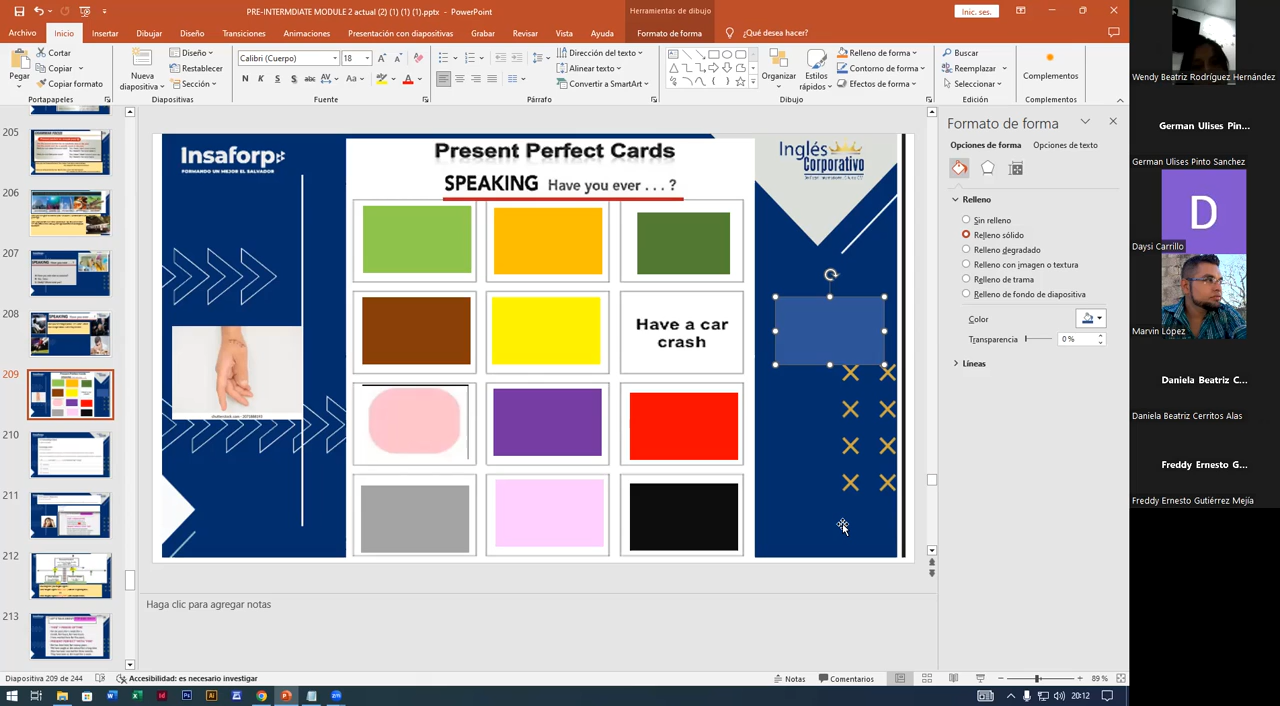 PRE-INTERMDIATE MODULE 2 actual (2) (1) (1) (1).pptx - PowerPoint
Herramientas de dibujo
Inic. ses.
Archivo Inicio Insertar Dibujar Diseño Transiciones Animaciones Presentación con diapositivas Grabar Revisar Vista Ayuda Formato de forma ¿Qué desea hacer?
Pegar
Cortar
Copiar
Copiar formato
Portapapeles
Nueva diapositiva
Diseño
Restablecer
Sección
Diapositivas
Calibri (Cuerpo) 18
N K S S abc AV Aa
Fuente
Dirección del texto
Alinear texto
Convertir a SmartArt
Párrafo
Organizar
Estilos rápidos
Relleno de forma
Contorno de forma
Efectos de forma
Dibujo
Buscar
Reemplazar
Seleccionar
Edición
Complementos
Complementos
205
206
207
208
209
210
211
212
213
Insaforp
FORMANDO UN MEJOR EL SALVADOR
Present Perfect Cards
SPEAKING Have you ever . . . ?
Inglés
Corporativo
Have a car
crash
Haga clic para agregar notas
Formato de forma
Opciones de forma Opciones de texto
Relleno
Sin relleno
Relleno sólido
Relleno degradado
Relleno con imagen o textura
Relleno de trama
Relleno de fondo de diapositiva
Color
Transparencia 0 %
Líneas
Wendy Beatriz Rodríguez Hernández
German Ulises Pin...
German Ulises Pinto Sanchez
D
Daysi Carrillo
Marvin López
Daniela Beatriz C...
Daniela Beatriz Cerritos Alas
Freddy Ernesto G...
Freddy Ernesto Gutiérrez Mejía
Diapositiva 209 de 244 Accesibilidad: es necesario investigar Notas Comentarios 89 %
20:12